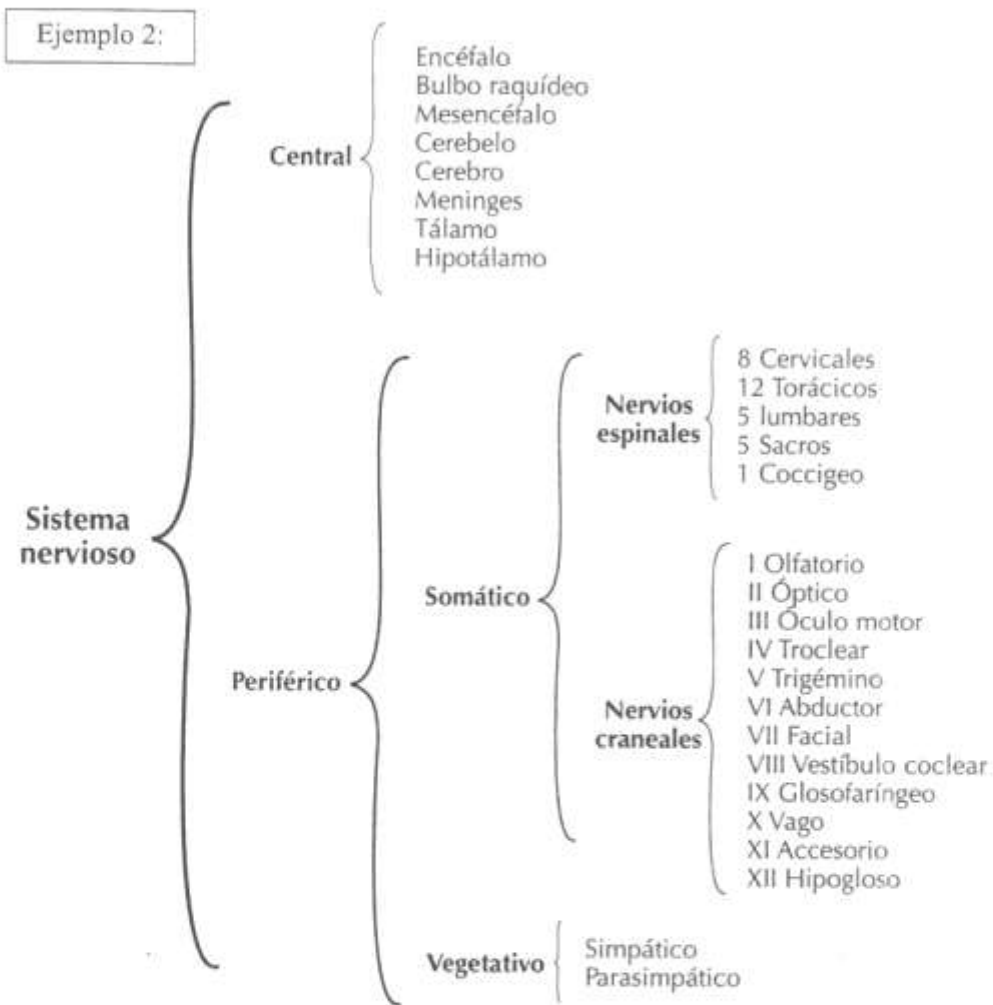 Ejemplo 2:
Sistema
nervioso
Central
Encéfalo
Bulbo raquídeo
Mesencéfalo
Cerebelo
Cerebro
Meninges
Tálamo
Hipotálamo
Periférico
Somático
Nervios
espinales
8 Cervicales
12 Torácicos
5 lumbares
5 Sacros
1 Coccigeo
Nervios
craneales
I Olfatorio
II Óptico
III Óculo motor
IV Troclear
V Trigémino
VI Abductor
VII Facial
VIII Vestíbulo coclear
IX Glosofaríngeo
X Vago
XI Accesorio
XII Hipogloso
Vegetativo
Simpático
Parasimpático